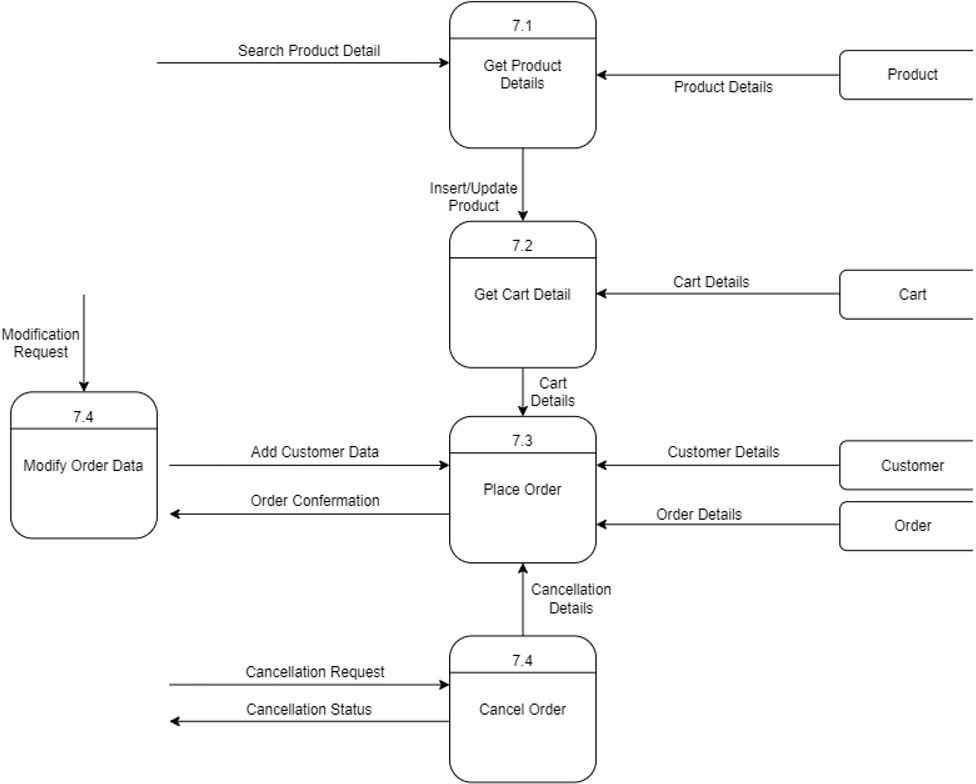 7.1
Search Product Detail
Get Product
Details
Product Details
Product
Insert/Update
Product
7.2
Get Cart Detail
Cart Details
Cart
Modification
Request
Cart
Details
7.4
Modify Order Data
7.3
Place Order
Add Customer Data
Order Confermation
Customer Details
Customer
Order Details
Order
Cancellation
Details
7.4
Cancel Order
Cancellation Request
Cancellation Status